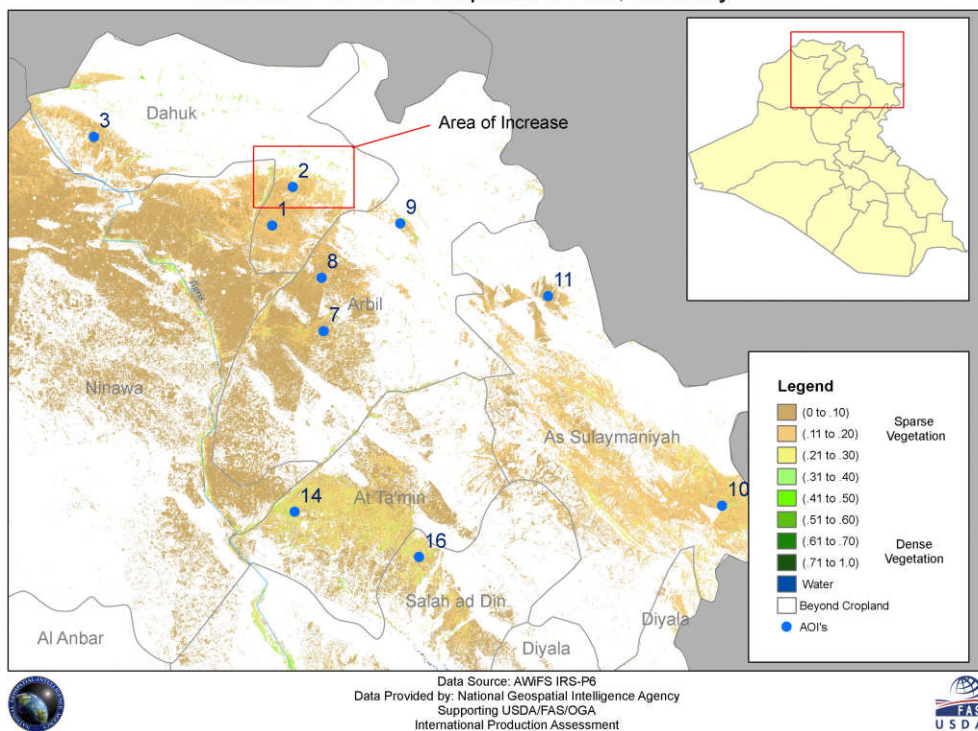 Dahuk
3
Area of Increase
2
1
9
8
11
Arbil
7
Tigris
Ninawa
As Sulaymaniyah
10
14
At Ta'min
16
Salah ad Din
Diyala
Diyala
Al Anbar
Legend
(0 to .10)
Sparse
Vegetation
(.11 to .20)
(.21 to .30)
(.31 to .40)
(.41 to .50)
(.51 to .60)
(.61 to .70)
Dense
Vegetation
(.71 to 1.0)
Water
Beyond Cropland
AOI's
Data Source: AWiFS IRS-P6
Data Provided by: National Geospatial Intelligence Agency
Supporting USDA/FAS/OGA
International Production Assessment
FAS
USDA